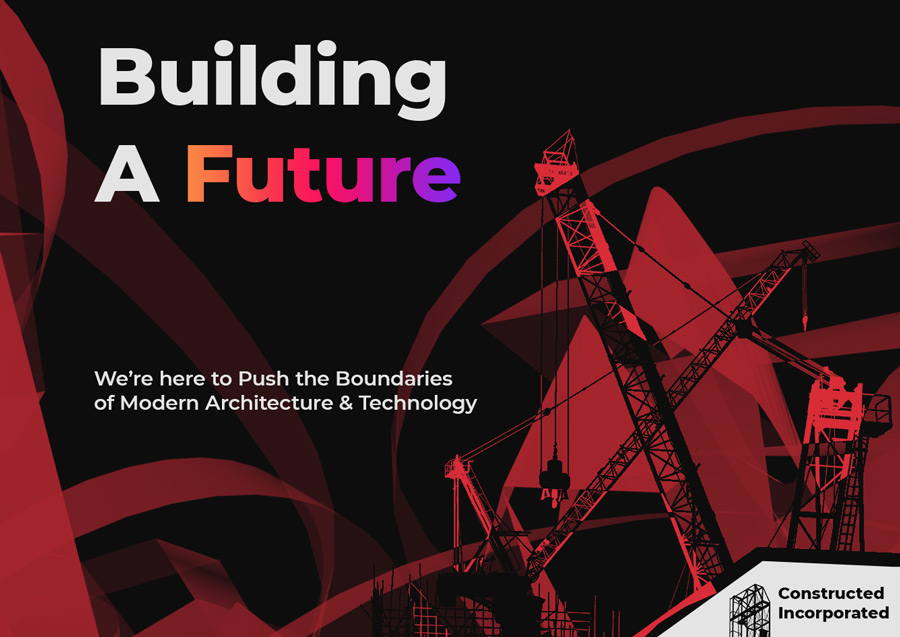 Building
A Future
We’re here to Push the Boundaries
of Modern Architecture & Technology
Constructed
Incorporated